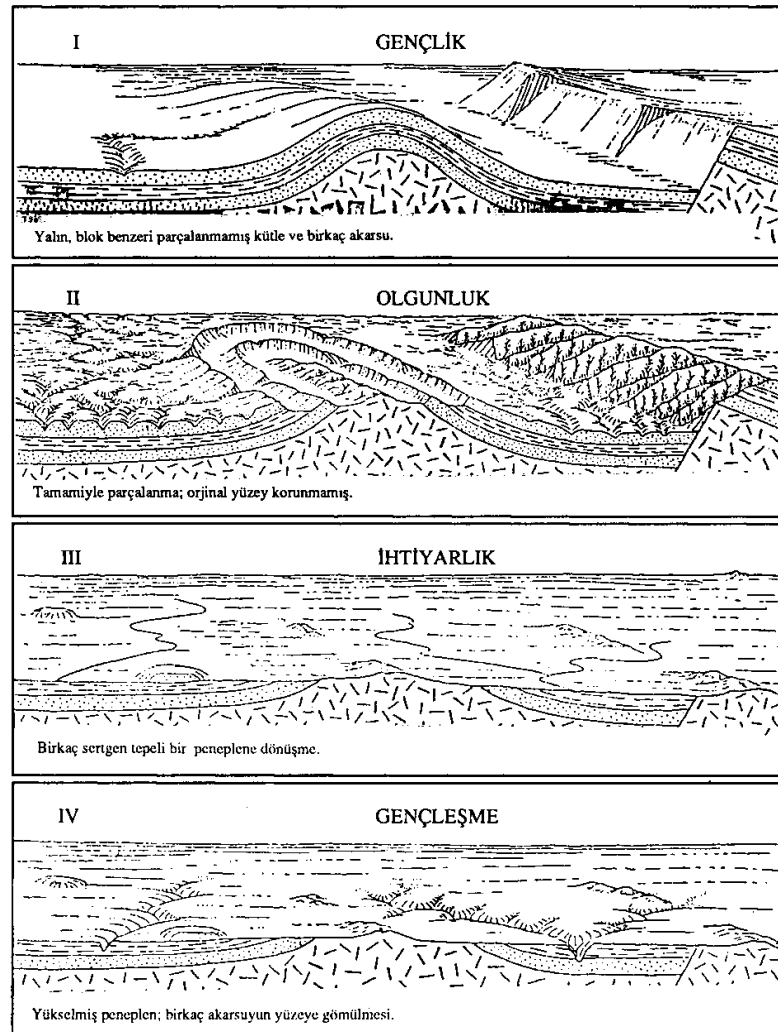 I GENÇLİK
Yalın, blok benzeri parçalanmamış kütle ve birkaç akarsu.
II OLGUNLUK
Tamamiyle parçalanma; orjinal yüzey korunmamış.
III İHTİYARLIK
Birkaç sertgen tepeli bir peneplene dönüşme.
IV GENÇLEŞME
Yükselmiş peneplen; birkaç akarsuyun yüzeye gömülmesi.